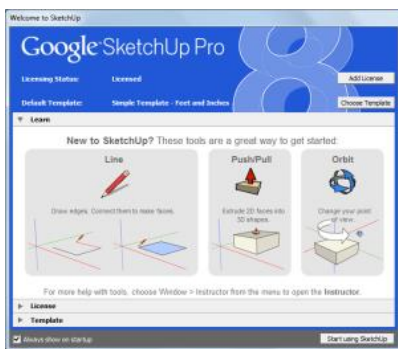 Welcome to SketchUp
Google SketchUp Pro 8
Licensing Status: Licensed
Add License
Default Template: Simple Template - Feet and Inches
Choose Template
Learn
New to SketchUp? These tools are a great way to get started:
Line
Push/Pull
Orbit
Draw edges. Connect them to make faces.
Extrude 2D faces into
3D shapes.
Change your point
of view.
For more help with tools, choose Window > Instructor from the menu to open the Instructor.
License
Template
Always show on startup
Start using SketchUp